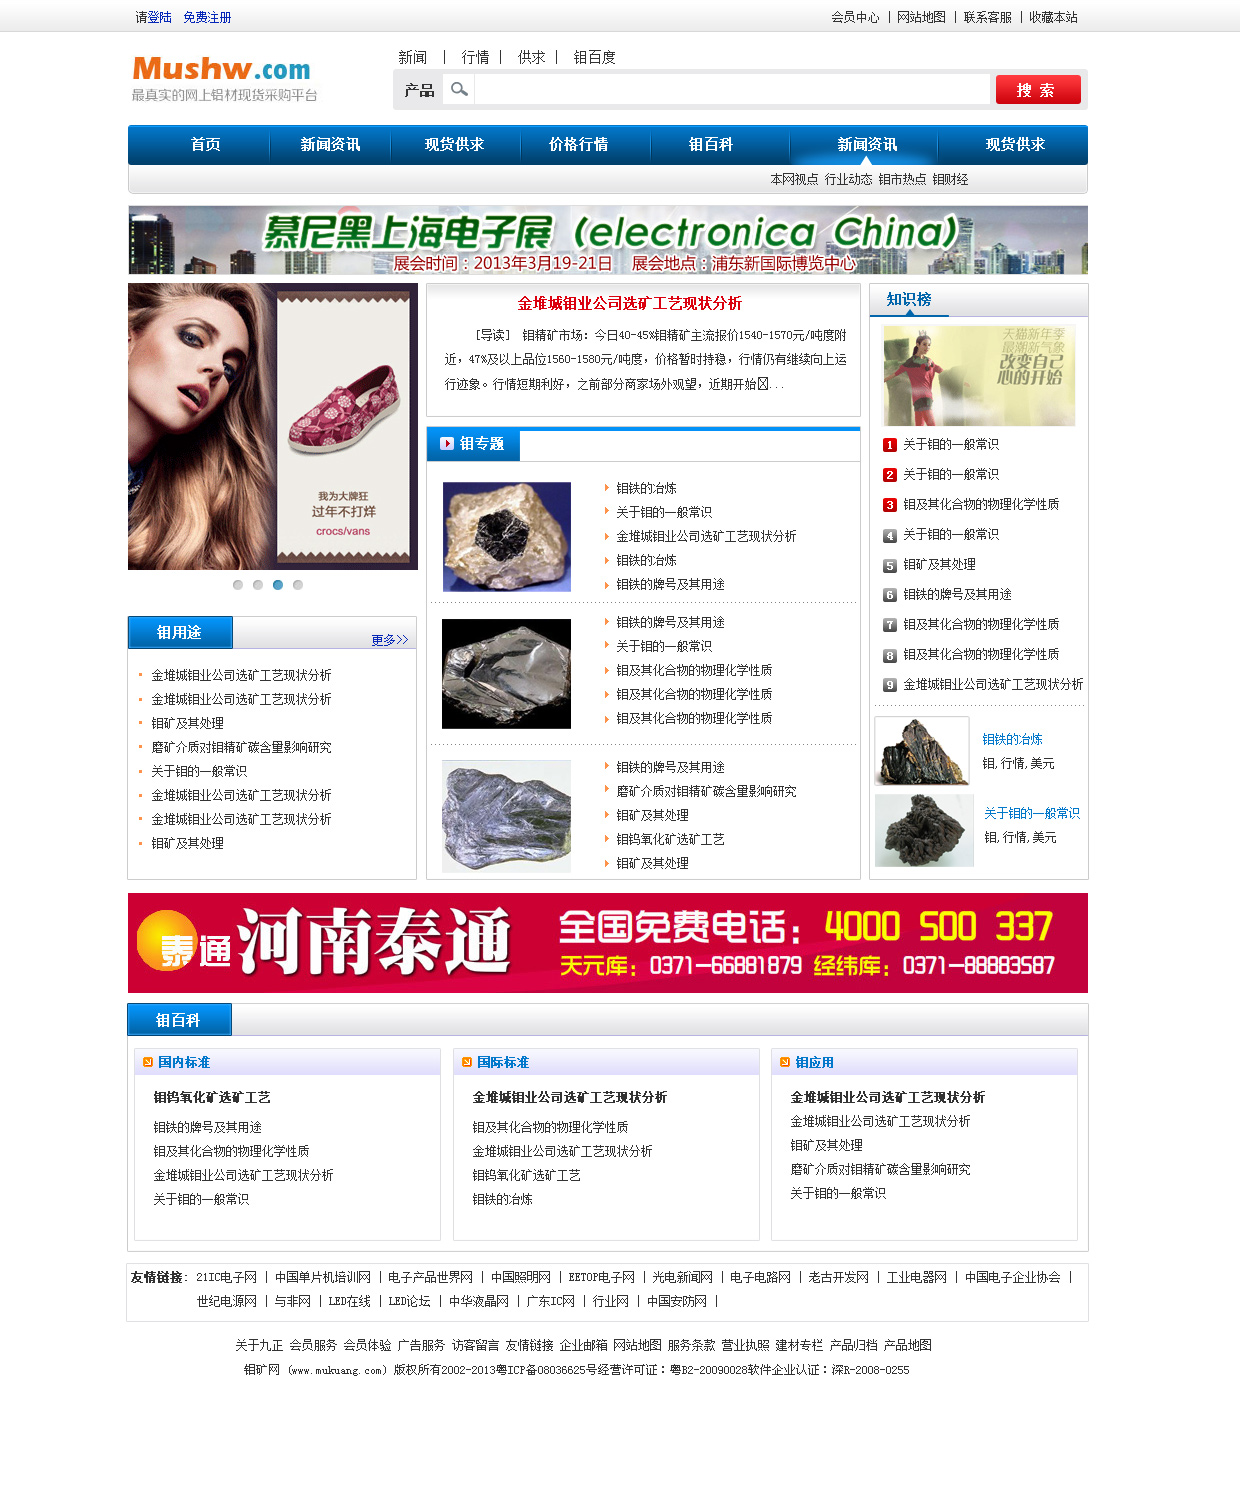 请登陆 免费注册
会员中心 | 网站地图 | 联系客服 | 收藏本站
Mushw.com
最真实的网上铝材现货采购平台
新闻 | 行情 | 供求 | 钼百度
产品
搜 索
首页 新闻资讯 现货供求 价格行情 钼百科 新闻资讯 现货供求
本网视点 行业动态 钼市热点 钼财经
慕尼黑上海电子展 (electronica China)
展会时间：2013年3月19-21日 展会地点：浦东新国际博览中心
我为大牌狂
过年不打烊
crocs/vans
金堆城钼业公司选矿工艺现状分析
[导读] 钼精矿市场：今日40-45%钼精矿主流报价1540-1570元/吨度附
近，47%及以上品位1560-1580元/吨度，价格暂时持稳，行情仍有继续向上运
行迹象。行情短期利好，之前部分商家场外观望，近期开始...
知识榜
天猫新年季
最潮新气象
改变自己
心的开始
1 关于钼的一般常识
2 关于钼的一般常识
3 钼及其化合物的物理化学性质
4 关于钼的一般常识
5 钼矿及其处理
6 钼铁的牌号及其用途
7 钼及其化合物的物理化学性质
8 钼及其化合物的物理化学性质
9 金堆城钼业公司选矿工艺现状分析
钼铁的冶炼
钼,行情,美元
关于钼的一般常识
钼,行情,美元
钼专题
钼铁的冶炼
关于钼的一般常识
金堆城钼业公司选矿工艺现状分析
钼铁的冶炼
钼铁的牌号及其用途
钼铁的牌号及其用途
关于钼的一般常识
钼及其化合物的物理化学性质
钼及其化合物的物理化学性质
钼及其化合物的物理化学性质
钼铁的牌号及其用途
磨矿介质对钼精矿碳含量影响研究
钼矿及其处理
钼钨氧化矿选矿工艺
钼矿及其处理
钼用途
更多>>
金堆城钼业公司选矿工艺现状分析
金堆城钼业公司选矿工艺现状分析
钼矿及其处理
磨矿介质对钼精矿碳含量影响研究
关于钼的一般常识
金堆城钼业公司选矿工艺现状分析
金堆城钼业公司选矿工艺现状分析
钼矿及其处理
泰通 河南泰通
全国免费电话：4000 500 337
天元库：0371-66881879 经纬库：0371-88883587
钼百科
国内标准
钼钨氧化矿选矿工艺
钼铁的牌号及其用途
钼及其化合物的物理化学性质
金堆城钼业公司选矿工艺现状分析
关于钼的一般常识
国际标准
金堆城钼业公司选矿工艺现状分析
钼及其化合物的物理化学性质
金堆城钼业公司选矿工艺现状分析
钼钨氧化矿选矿工艺
钼铁的冶炼
钼应用
金堆城钼业公司选矿工艺现状分析
金堆城钼业公司选矿工艺现状分析
钼矿及其处理
磨矿介质对钼精矿碳含量影响研究
关于钼的一般常识
友情链接：21IC电子网 | 中国单片机培训网 | 电子产品世界网 | 中国照明网 | EETOP电子网 | 光电新闻网 | 电子电路网 | 老古开发网 | 工业电器网 | 中国电子企业协会 |
世纪电源网 | 与非网 | LED在线 | LED论坛 | 中华液晶网 | 广东IC网 | 行业网 | 中国安防网 |
关于九正 会员服务 会员体验 广告服务 访客留言 友情链接 企业邮箱 网站地图 服务条款 营业执照 建材专栏 产品归档 产品地图
钼矿网 (www.mukuang.com) 版权所有2002-2013粤ICP备08036625号经营许可证：粤B2-20090028软件企业认证：深R-2008-0255